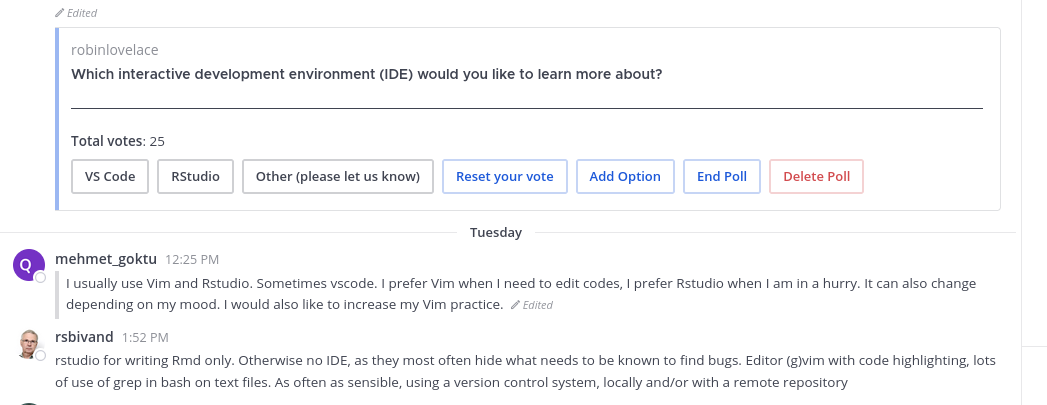 Edited
robinlovelace
Which interactive development environment (IDE) would you like to learn more about?
Total votes: 25
VS Code RStudio Other (please let us know) Reset your vote Add Option End Poll Delete Poll
Tuesday
Q
mehmet_goktu 12:25 PM
I usually use Vim and Rstudio. Sometimes vscode. I prefer Vim when I need to edit codes, I prefer Rstudio when I am in a hurry. It can also change
depending on my mood. I would also like to increase my Vim practice. Edited
rsbivand 1:52 PM
rstudio for writing Rmd only. Otherwise no IDE, as they most often hide what needs to be known to find bugs. Editor (g)vim with code highlighting, lots
of use of grep in bash on text files. As often as sensible, using a version control system, locally and/or with a remote repository